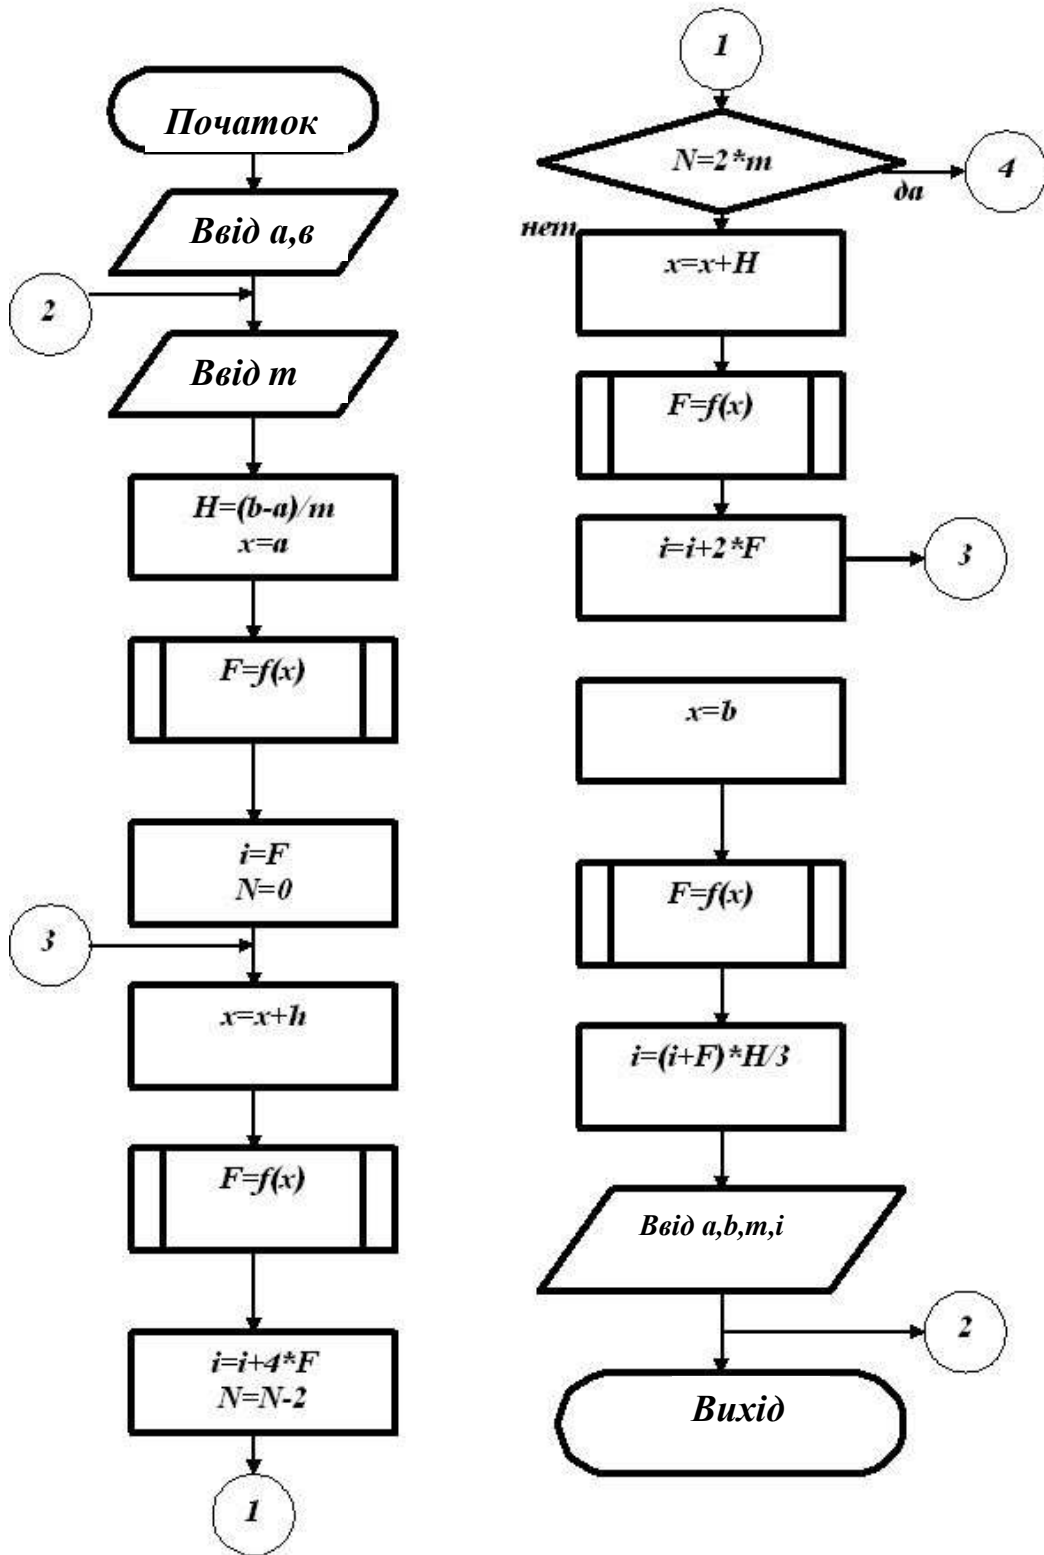 Початок
Ввід а,в
2
Ввід т
H=(b-a)/m
x=a
F=f(x)
i=F
N=0
3
x=x+h
F=f(x)
i=i+4*F
N=N-2
1
1
N=2*m
4
да
нет
x=x+H
F=f(x)
i=i+2*F
3
x=b
F=f(x)
i=(i+F)*H/3
Ввід a,b,m,i
2
Вихід